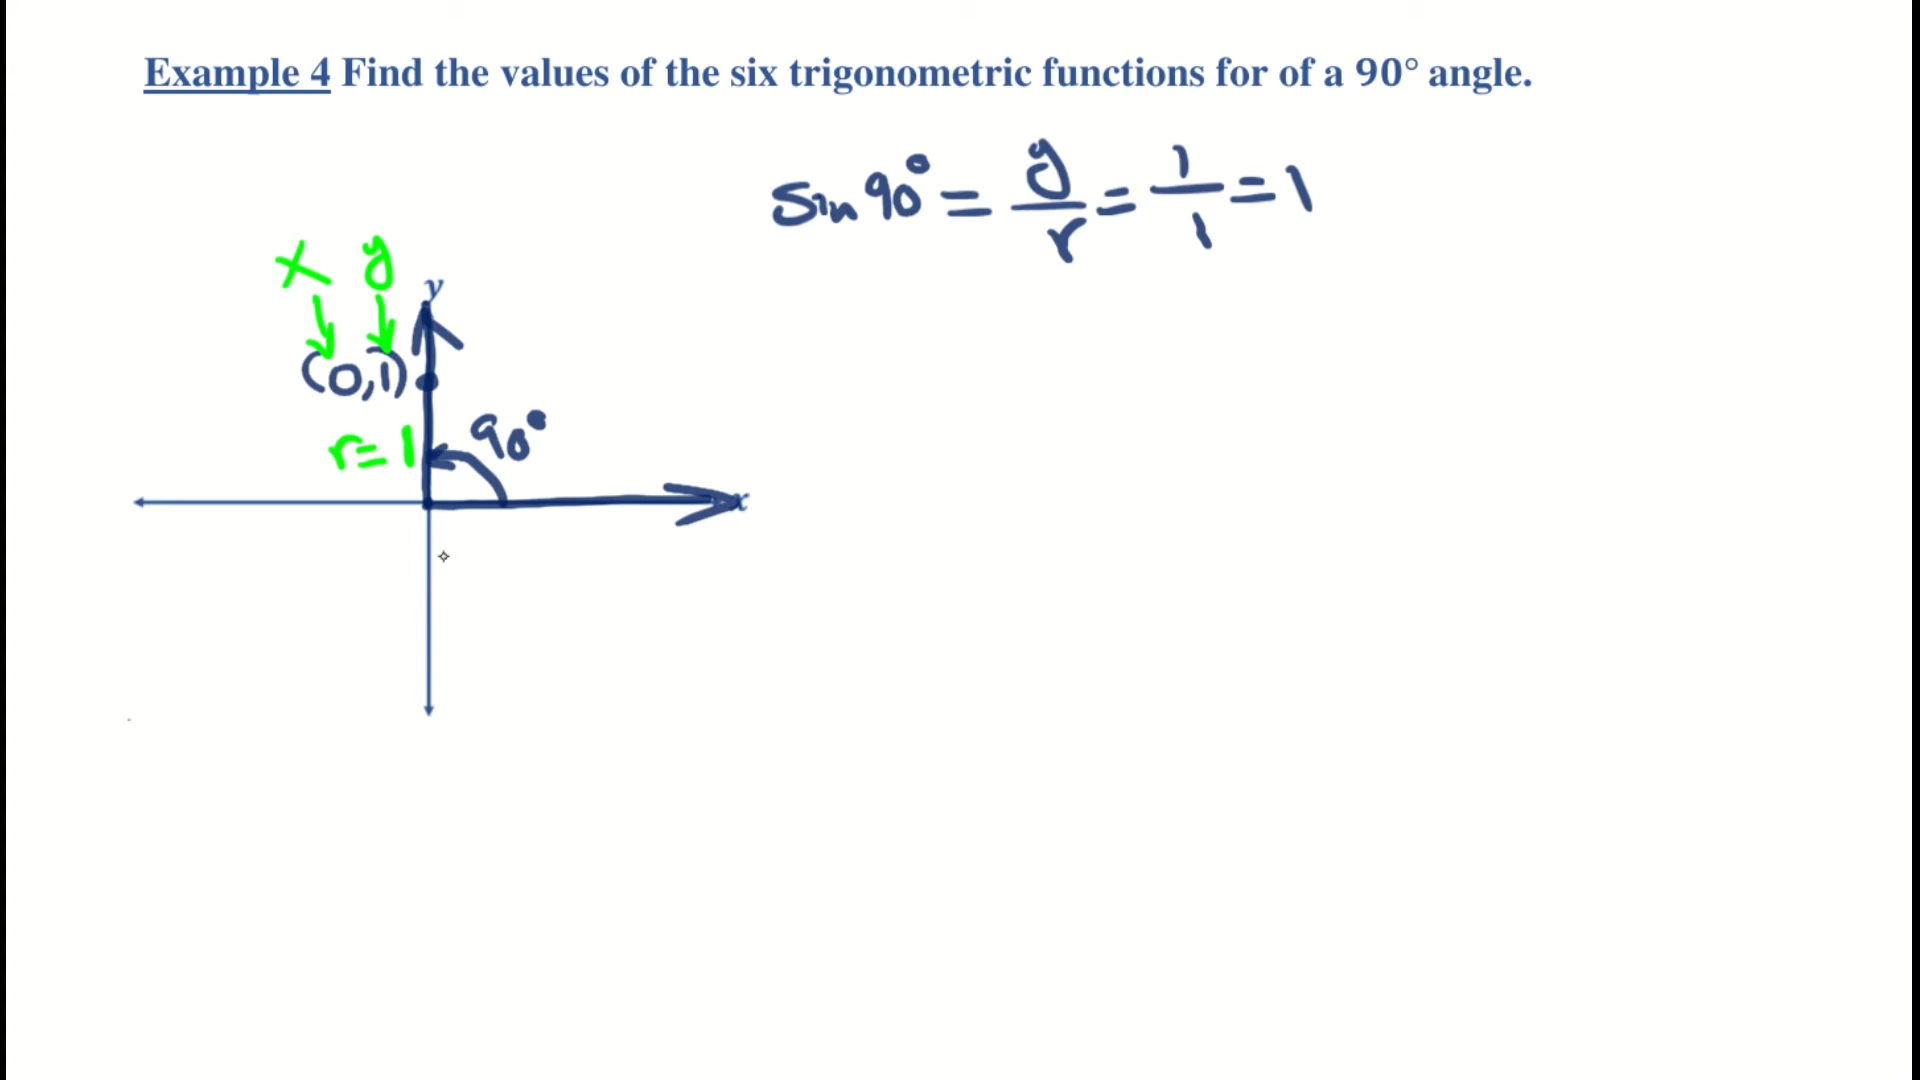 Example 4 Find the values of the six trigonometric functions for of a 90° angle.
sin 90° = y/r = 1/1 = 1
x y
y
(0,1)
90°
r=1
x